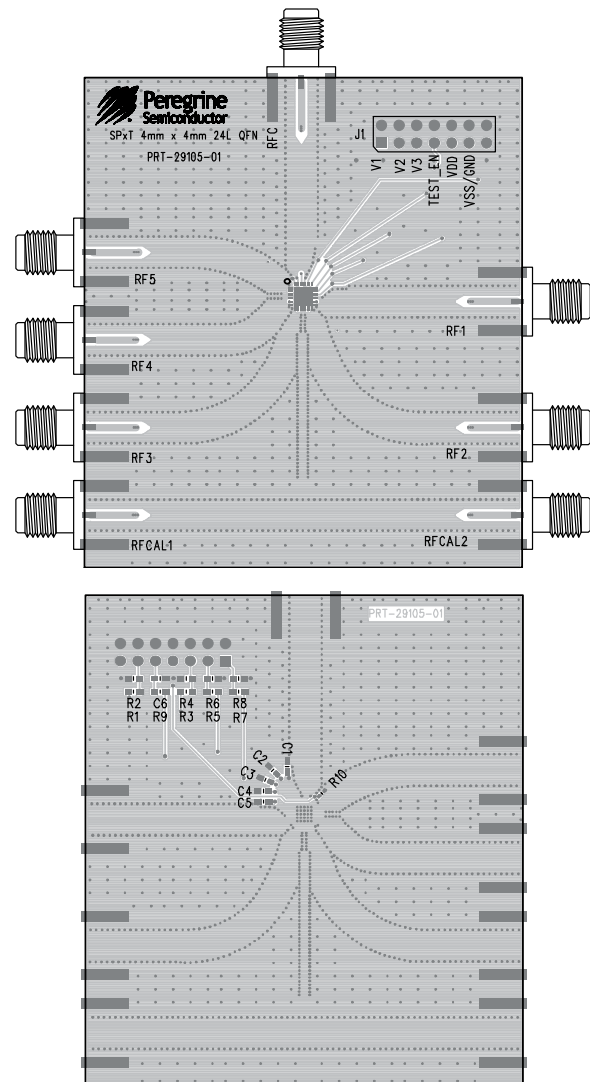 Peregrine
Semiconductor
SPxT 4mm x 4mm 24L QFN
PRT-29105-01
RFC
J1
V1
V2
V3
TEST_EN
VDD
VSS/GND
RF5
RF1
RF4
RF3
RF2
RFCAL1
RFCAL2
PRT-29105-01
R2 C6 R4 R6 R8
R1 R9 R3 R5 R7
C1
C2
C3
C4
C5
R10